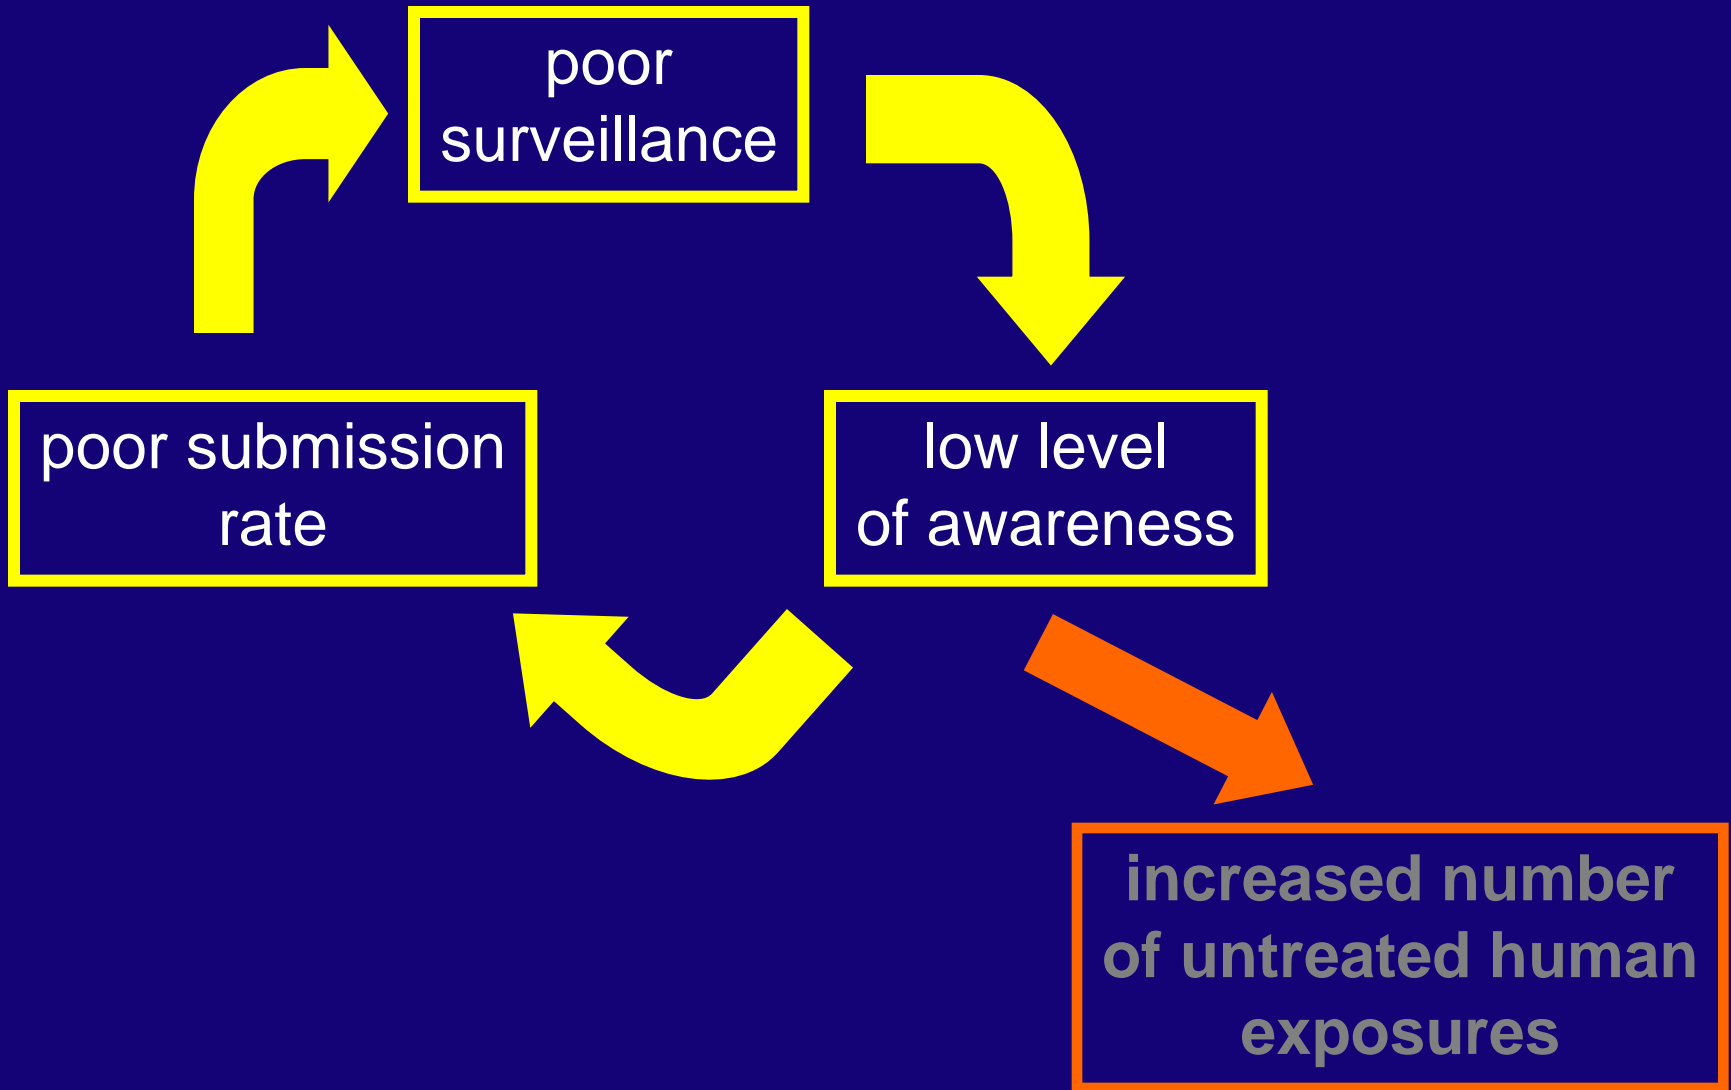 poor
surveillance
poor submission
rate
low level
of awareness
increased number
of untreated human
exposures